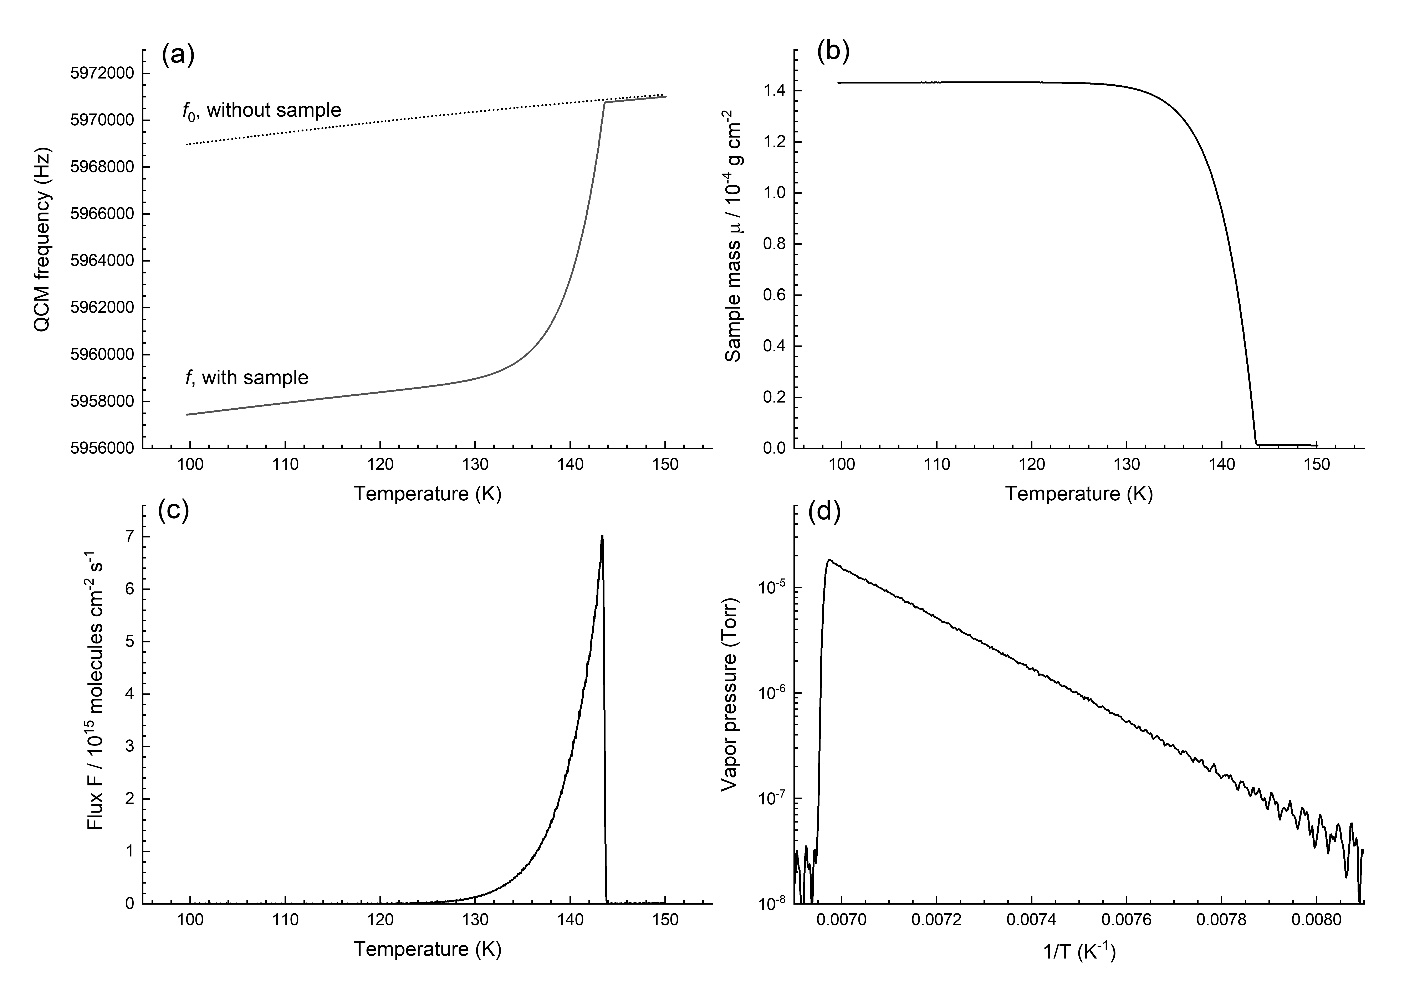 (a)
5972000
5970000
5968000
5966000
5964000
5962000
5960000
5958000
5956000
QCM frequency (Hz)
f0, without sample
f, with sample
100 110 120 130 140 150
Temperature (K)
(b)
1.4
1.2
1.0
0.8
0.6
0.4
0.2
0.0
Sample mass μ / 10-4 g cm-2
100 110 120 130 140 150
Temperature (K)
(c)
7
6
5
4
3
2
1
0
Flux F / 1015 molecules cm-2 s-1
100 110 120 130 140 150
Temperature (K)
(d)
10-5
10-6
10-7
10-8
Vapor pressure (Torr)
0.0070 0.0072 0.0074 0.0076 0.0078 0.0080
1/T (K-1)